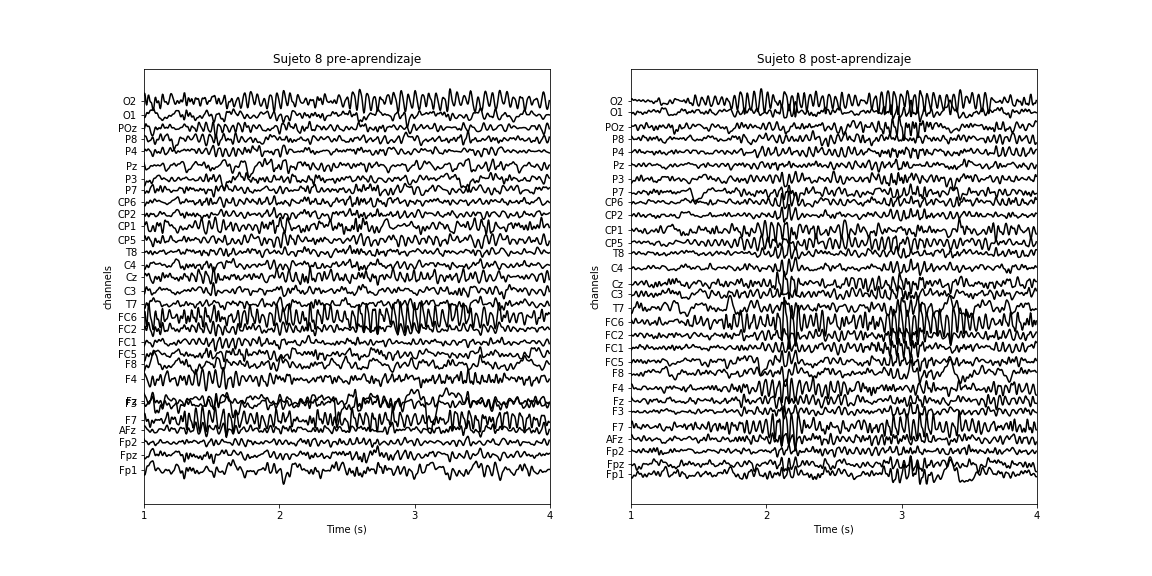 Sujeto 8 pre-aprendizaje
channels
O2
O1
POz
P8
P4
Pz
P3
P7
CP6
CP2
CP1
CP5
T8
C4
Cz
C3
T7
FC6
FC2
FC1
FC5
F8
F4
Fz
F7
AFz
Fp2
Fpz
Fp1
1 2 3 4
Time (s)
Sujeto 8 post-aprendizaje
channels
O2
O1
POz
P8
P4
Pz
P3
P7
CP6
CP2
CP1
CP5
T8
C4
Cz
C3
T7
FC6
FC2
FC1
FC5
F8
F4
Fz
F3
F7
AFz
Fp2
Fpz
Fp1
1 2 3 4
Time (s)